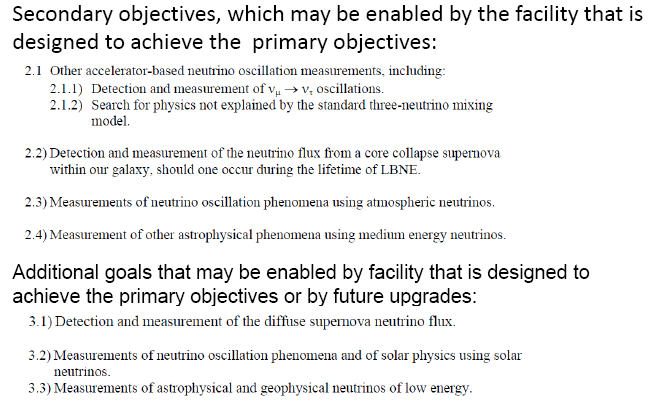 Secondary objectives, which may be enabled by the facility that is
designed to achieve the primary objectives:
2.1 Other accelerator-based neutrino oscillation measurements, including:
2.1.1) Detection and measurement of νμ → ντ oscillations.
2.1.2) Search for physics not explained by the standard three-neutrino mixing
model.
2.2) Detection and measurement of the neutrino flux from a core collapse supernova
within our galaxy, should one occur during the lifetime of LBNE.
2.3) Measurements of neutrino oscillation phenomena using atmospheric neutrinos.
2.4) Measurement of other astrophysical phenomena using medium energy neutrinos.
Additional goals that may be enabled by facility that is designed to
achieve the primary objectives or by future upgrades:
3.1) Detection and measurement of the diffuse supernova neutrino flux.
3.2) Measurements of neutrino oscillation phenomena and of solar physics using solar
neutrinos.
3.3) Measurements of astrophysical and geophysical neutrinos of low energy.